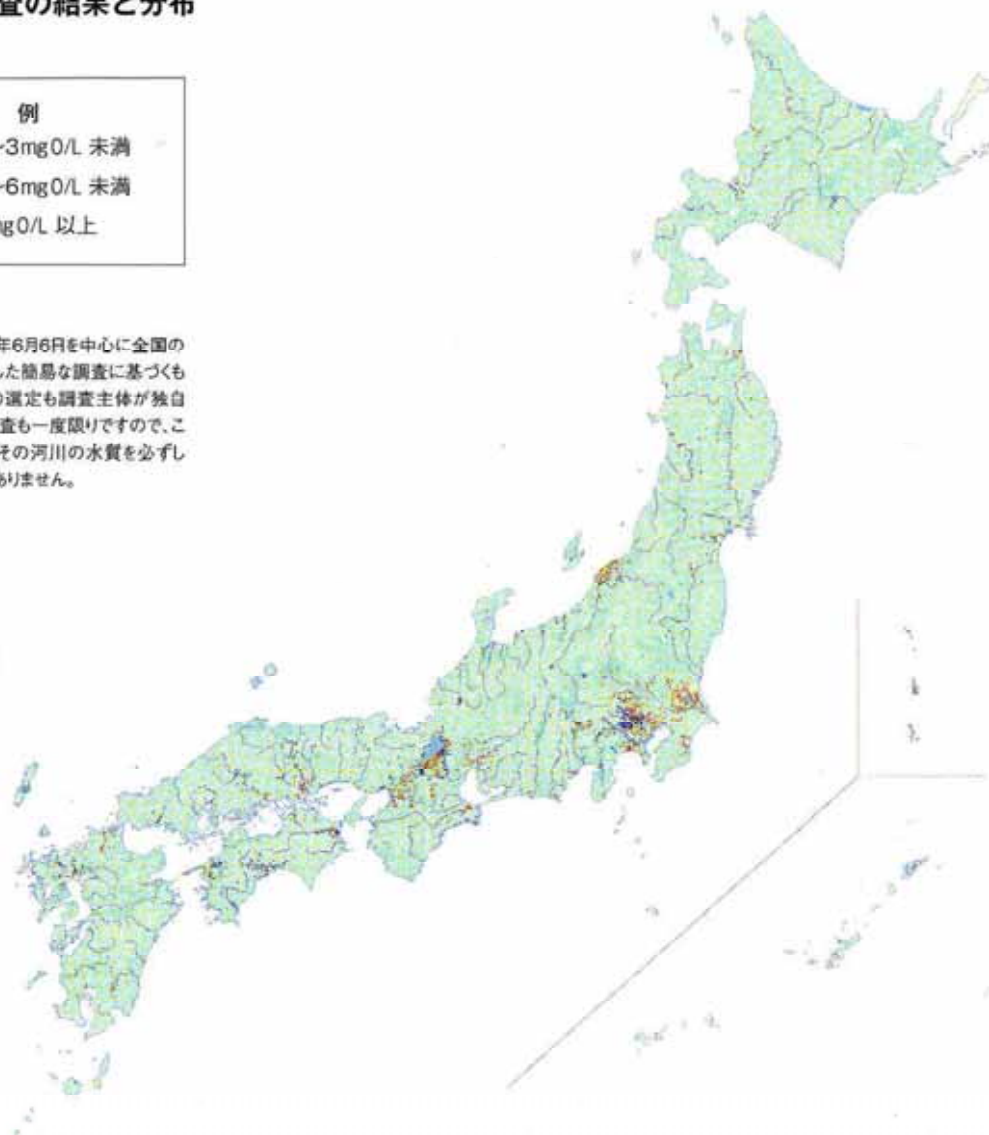 査の結果と分布
例
~3mgO/L 未満
~6mgO/L 未満
mgO/L 以上
年6月6日を中心に全国の
した簡易な調査に基づくも
の選定も調査主体が独自
査も一度限りですので、こ
その河川の水質を必ずし
ありません。